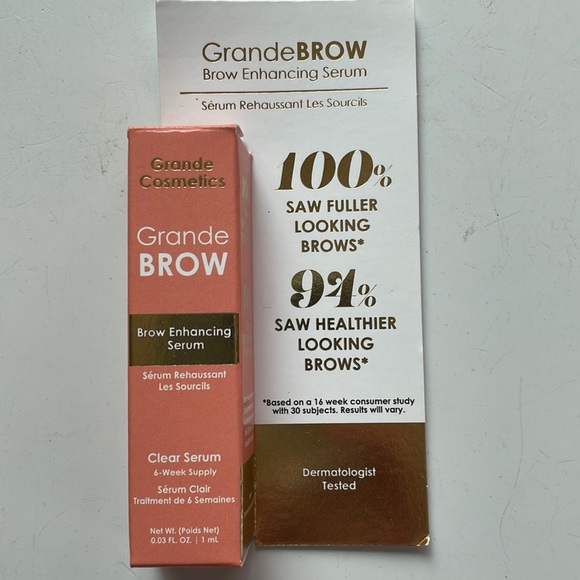 GrandeBROW
Brow Enhancing Serum
Sérum Rehaussant Les Sourcils
100%
SAW FULLER
LOOKING
BROWS*
94%
SAW HEALTHIER
LOOKING
BROWS*
*Based on a 16 week consumer study
with 30 subjects. Results will vary.
Dermatologist
Tested
Grande
Cosmetics
Grande
BROW
Brow Enhancing
Serum
Sérum Rehaussant
Les Sourcils
Clear Serum
6-Week Supply
Sérum Clair
Traitment de 6 Semaines
Net Wt. (Poids Net)
0.03 FL. OZ. | 1 mL